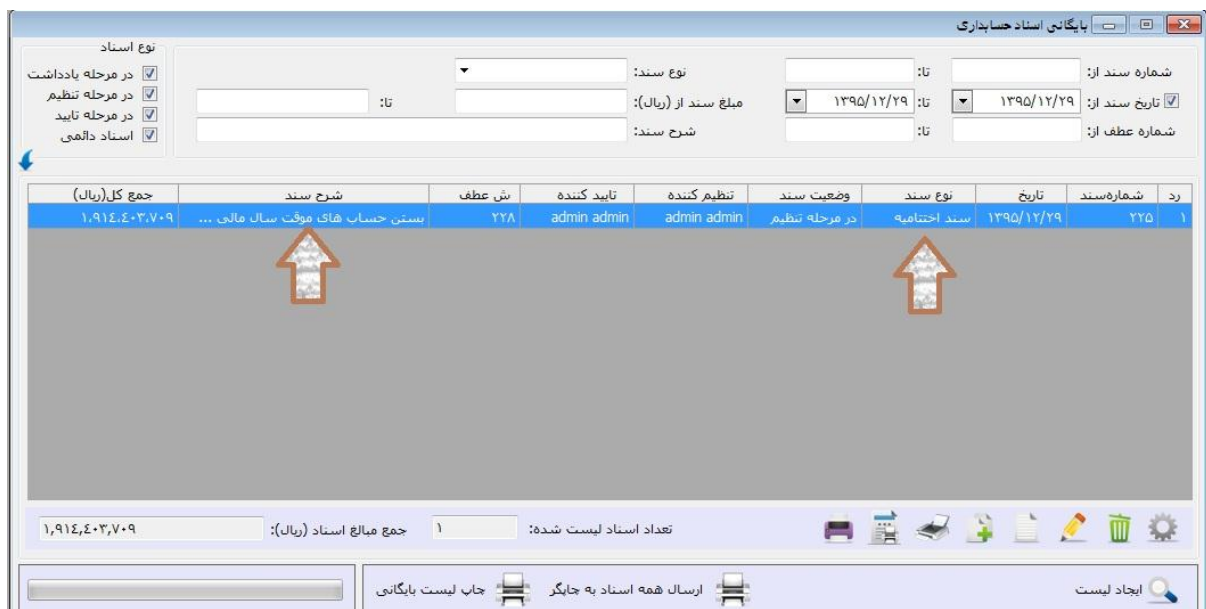 بایگانی اسناد حسابداری
نوع اسناد
شماره سند از: تا: نوع سند: در مرحله یادداشت
تاریخ سند از: ۱۳۹۵/۱۲/۲۹ تا: ۱۳۹۵/۱۲/۲۹ مبلغ سند از (ریال): تا: در مرحله تنظیم
در مرحله تایید
شماره عطف از: تا: شرح سند: اسناد دائمی
رد شماره‌سند تاریخ نوع سند وضعیت سند تنظیم کننده تایید کننده ش عطف شرح سند جمع کل(ریال)
۱ ۲۲۵ ۱۳۹۵/۱۲/۲۹ سند اختتامیه در مرحله تنظیم admin admin admin admin ۲۲۸ بستن حساب های موقت سال مالی ... ۱,۹۱٤,٤۰۳,۷۰۹
تعداد اسناد لیست شده: ۱ جمع مبالغ اسناد (ریال): ۱,۹۱٤,٤۰۳,۷۰۹
ایجاد لیست ارسال همه اسناد به چاپگر چاپ لیست بایگانی